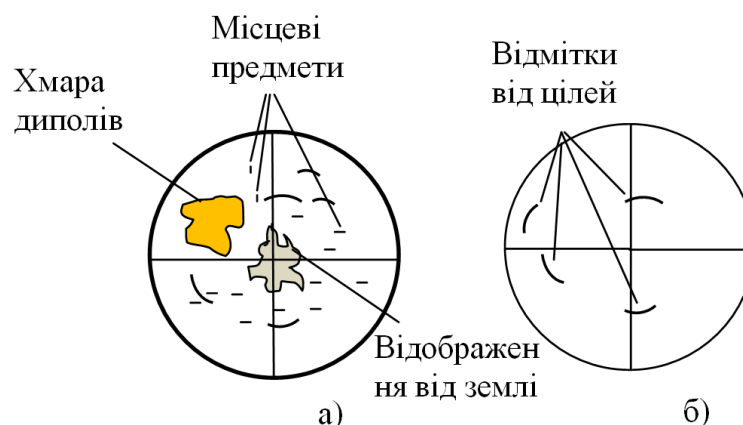 Місцеві
предмети
Хмара
диполів
Відображен
ня від землі
а)
Відмітки
від цілей
б)